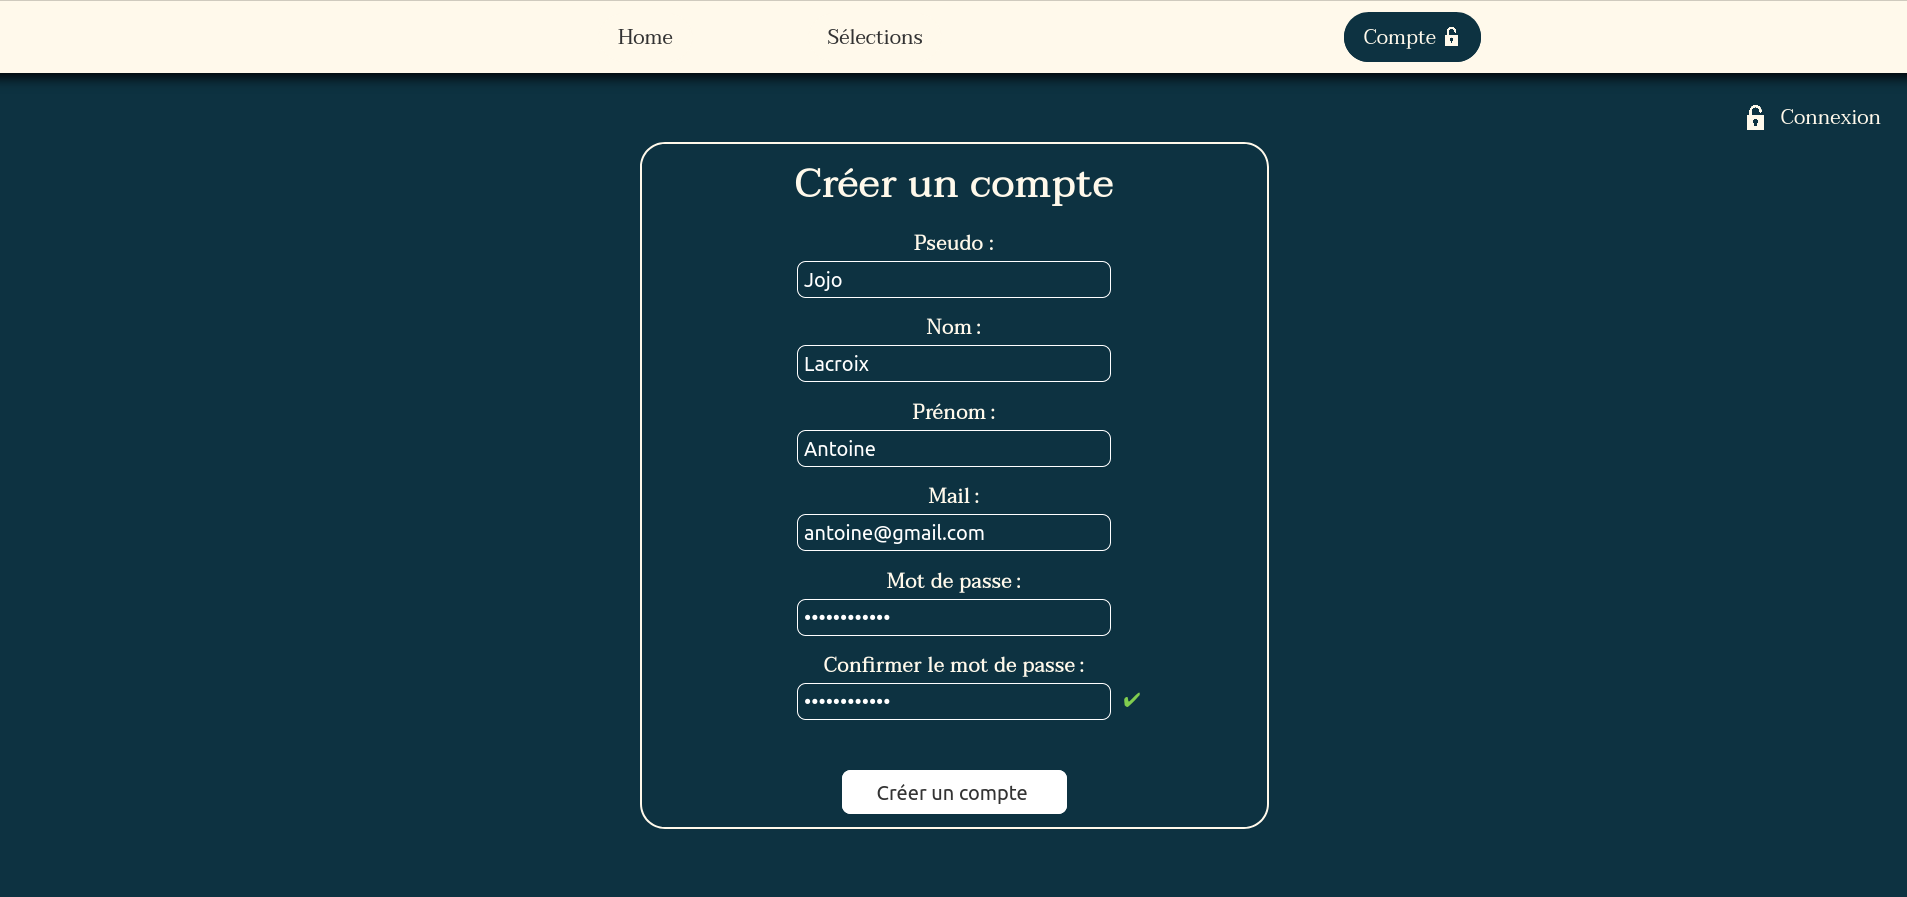 Home
Sélections
Compte
Connexion
Créer un compte
Pseudo :
Jojo
Nom :
Lacroix
Prénom :
Antoine
Mail :
antoine@gmail.com
Mot de passe :
••••••••••••
Confirmer le mot de passe :
••••••••••••
Créer un compte